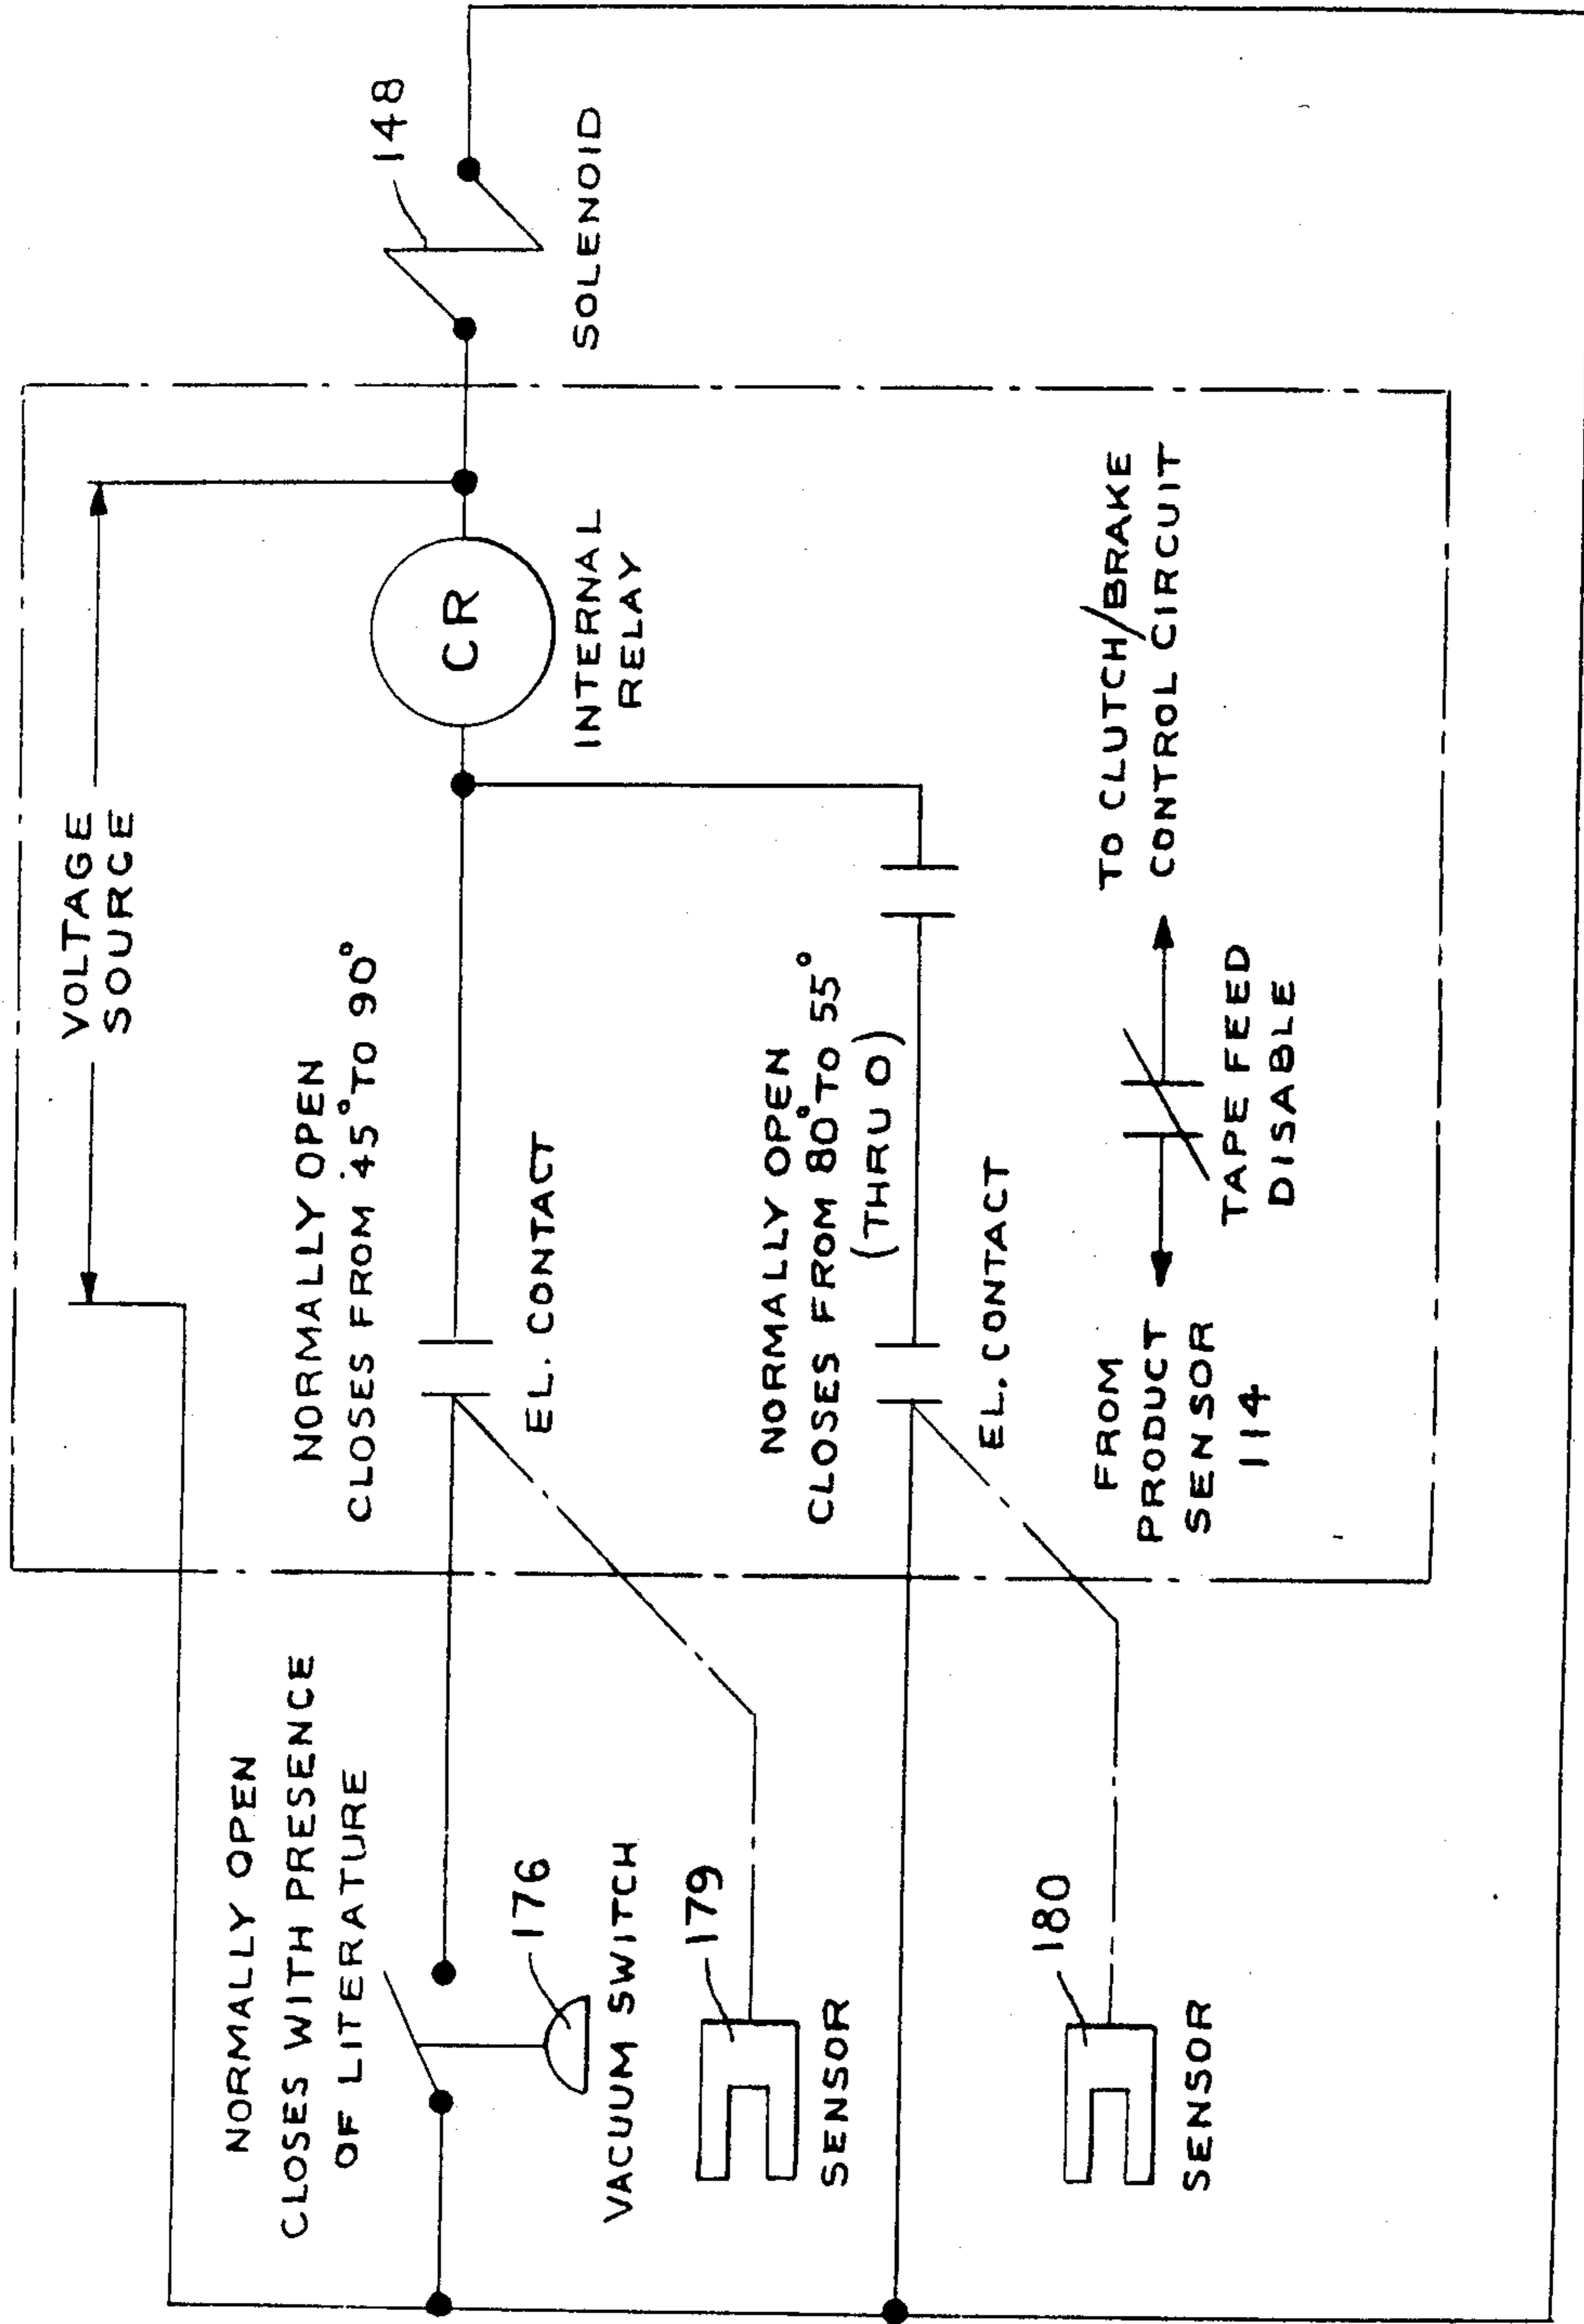 VOLTAGE
SOURCE
148
SOLENOID
NORMALLY OPEN
CLOSES FROM 45° TO 90°
CR
INTERNAL
RELAY
EL. CONTACT
NORMALLY OPEN
CLOSES WITH PRESENCE
OF LITERATURE
176
VACUUM SWITCH
179
SENSOR
NORMALLY OPEN
CLOSES FROM 80° TO 55°
(THRU 0)
EL. CONTACT
180
SENSOR
FROM
PRODUCT
SENSOR
114
TO CLUTCH/BRAKE
CONTROL CIRCUIT
TAPE FEED
DISABLE